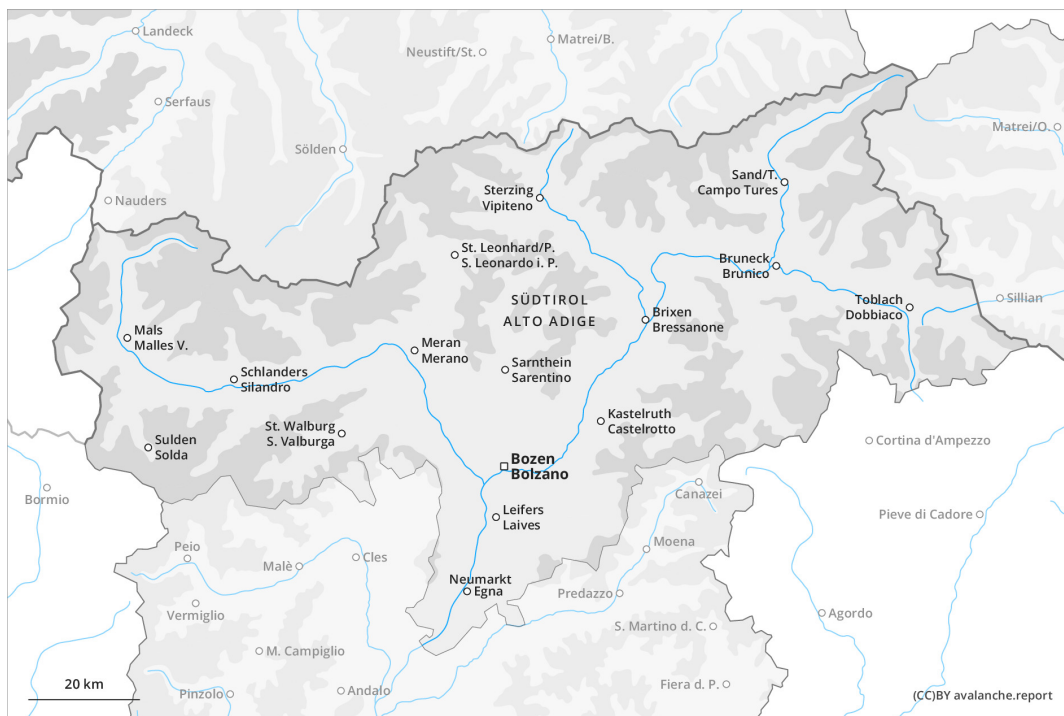 Landeck
Matrei/B.
Neustift/St.
Serfaus
Matrei/O.
Sölden
Sand/T.
Campo Tures
Sterzing
Vipiteno
Nauders
St. Leonhard/P.
S. Leonardo i. P.
Bruneck
Brunico
SÜDTIROL
ALTO ADIGE
Toblach
Dobbiaco
Sillian
Brixen
Bressanone
Mals
Malles V.
Meran
Merano
Sarnthein
Sarentino
Schlanders
Silandro
Kastelruth
Castelrotto
St. Walburg
S. Valburga
Sulden
Solda
Cortina d'Ampezzo
Bozen
Bolzano
Bormio
Canazei
Leifers
Laives
Pieve di Cadore
Moena
Peio
Cles
Malè
Neumarkt
Egna
Predazzo
Vermiglio
Agordo
S. Martino d. C.
M. Campiglio
20 km
Pinzolo
Andalo
Fiera d. P.
(CC)BY avalanche.report